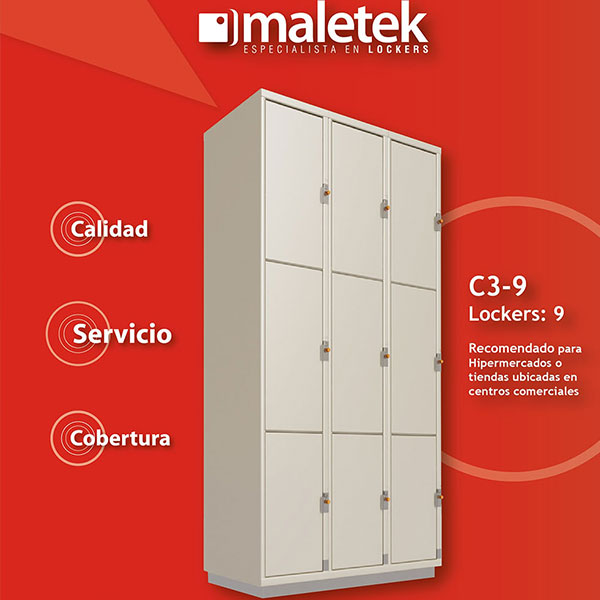 maletek
ESPECIALISTA EN LOCKERS
Calidad
Servicio
Cobertura
C3-9
Lockers: 9
Recomendado para
Hipermercados o
tiendas ubicadas en
centros comerciales